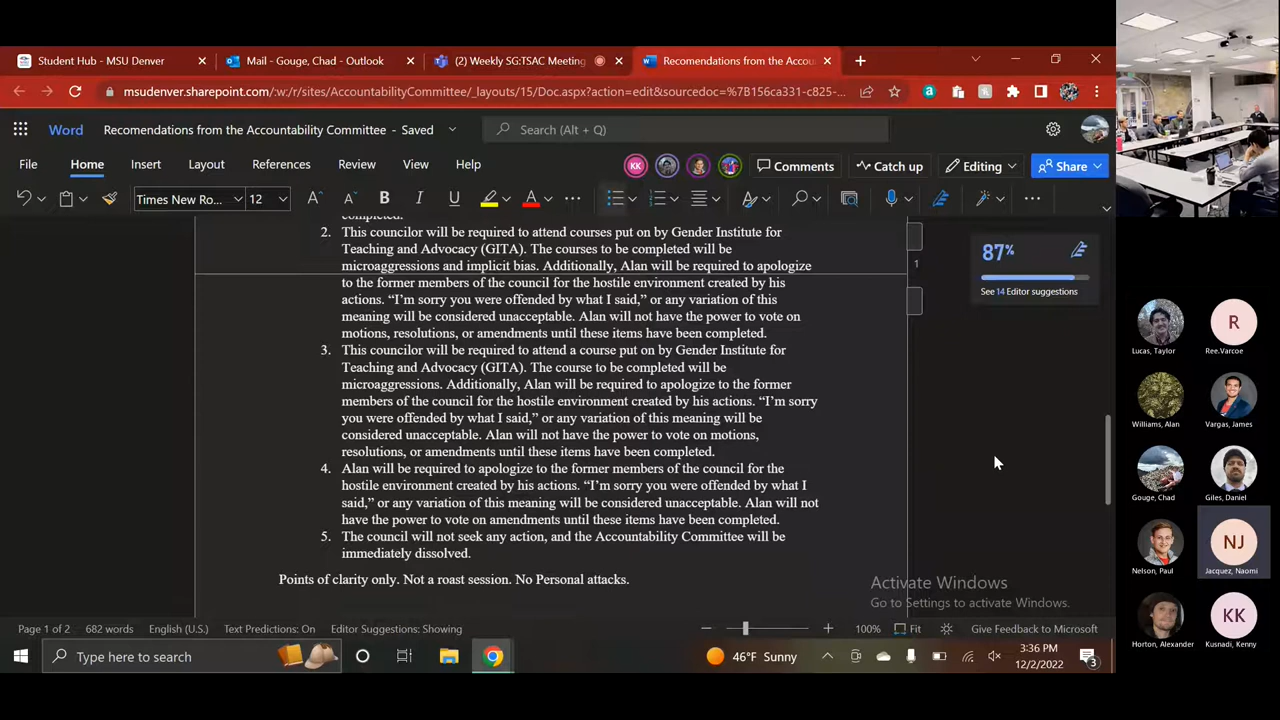 Student Hub - MSU Denver
Mail - Gouge, Chad - Outlook
(2) Weekly SG:TSAC Meeting
Recomendations from the Accou
msudenver.sharepoint.com/:w:/r/sites/AccountabilityCommittee/_layouts/15/Doc.aspx?action=edit&sourcedoc=%7B156ca331-c825-...
Word Recomendations from the Accountability Committee - Saved
Search (Alt + Q)
File Home Insert Layout References Review View Help
KK
Comments Catch up Editing Share
Times New Ro... 12
completed.
2. This councilor will be required to attend courses put on by Gender Institute for
Teaching and Advocacy (GITA). The courses to be completed will be
microaggressions and implicit bias. Additionally, Alan will be required to apologize
to the former members of the council for the hostile environment created by his
actions. “I’m sorry you were offended by what I said,” or any variation of this
meaning will be considered unacceptable. Alan will not have the power to vote on
motions, resolutions, or amendments until these items have been completed.
3. This councilor will be required to attend a course put on by Gender Institute for
Teaching and Advocacy (GITA). The course to be completed will be
microaggressions. Additionally, Alan will be required to apologize to the former
members of the council for the hostile environment created by his actions. “I’m sorry
you were offended by what I said,” or any variation of this meaning will be
considered unacceptable. Alan will not have the power to vote on motions,
resolutions, or amendments until these items have been completed.
4. Alan will be required to apologize to the former members of the council for the
hostile environment created by his actions. “I’m sorry you were offended by what I
said,” or any variation of this meaning will be considered unacceptable. Alan will not
have the power to vote on amendments until these items have been completed.
5. The council will not seek any action, and the Accountability Committee will be
immediately dissolved.
Points of clarity only. Not a roast session. No Personal attacks.
1
87%
See 14 Editor suggestions
Activate Windows
Go to Settings to activate Windows.
Page 1 of 2 682 words English (U.S.) Text Predictions: On Editor Suggestions: Showing
100% Fit Give Feedback to Microsoft
Type here to search
46°F Sunny
3:36 PM
12/2/2022
3
R
Lucas, Taylor
Ree.Varcoe
Williams, Alan
Vargas, James
Gouge, Chad
Giles, Daniel
NJ
Nelson, Paul
Jacquez, Naomi
KK
Horton, Alexander
Kusnadi, Kenny